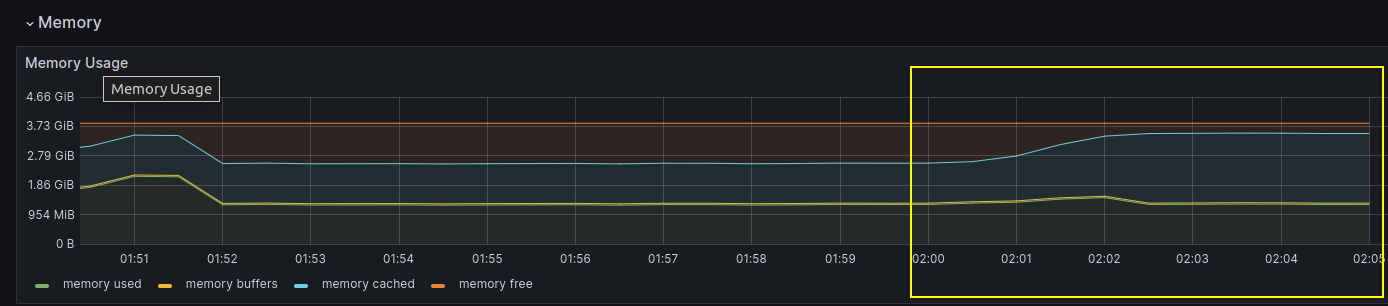 Memory
Memory Usage
Memory Usage
4.66 GiB
3.73 GiB
2.79 GiB
1.86 GiB
954 MiB
0 B
01:51 01:52 01:53 01:54 01:55 01:56 01:57 01:58 01:59 02:00 02:01 02:02 02:03 02:04 02:05
memory used memory buffers memory cached memory free